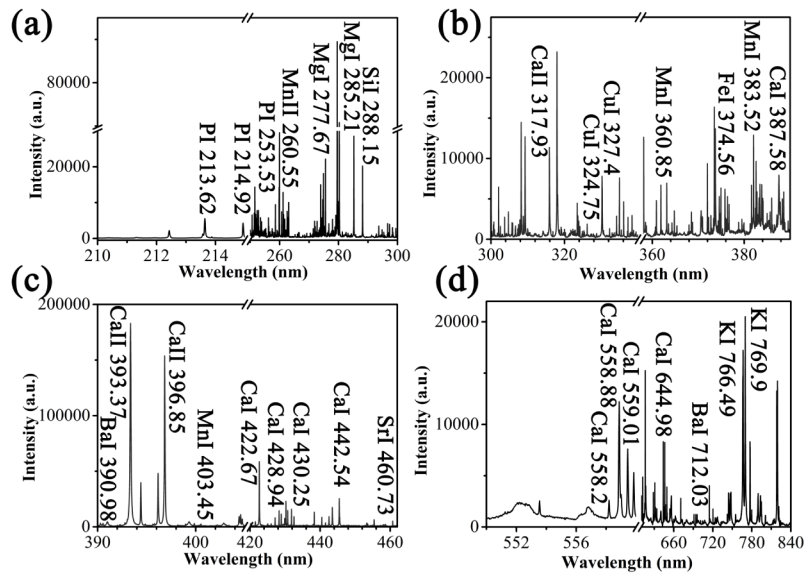 (a)
Intensity (a.u.)
80000
20000
10000
0
PI 213.62
PI 214.92
PI 253.53
MnII 260.55
MgI 277.67
MgI 285.21
SiI 288.15
210
212
214
260
280
300
Wavelength (nm)
(b)
Intensity (a.u.)
20000
10000
0
CaII 317.93
CuI 324.75
CuI 327.4
MnI 360.85
FeI 374.56
MnI 383.52
CaI 387.58
300
320
340
360
380
Wavelength (nm)
(c)
Intensity (a.u.)
200000
100000
0
BaI 390.98
CaII 393.37
CaII 396.85
MnI 403.45
CaI 422.67
CaI 428.94
CaI 430.25
CaI 442.54
SrI 460.73
390
400
420
440
460
Wavelength (nm)
(d)
Intensity (a.u.)
20000
10000
0
CaI 558.2
CaI 558.88
CaI 559.01
CaI 644.98
BaI 712.03
KI 766.49
KI 769.9
552
556
660
720
780
840
Wavelength (nm)